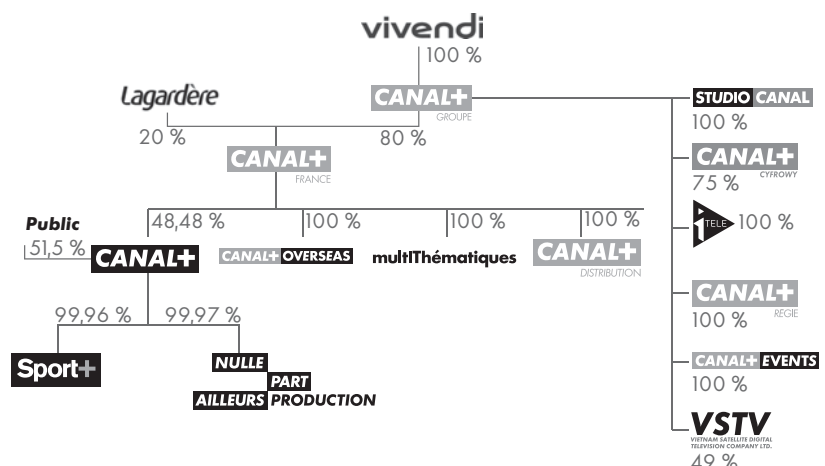 vivendi
100 %
Lagardère
CANAL+
GROUPE
STUDIO CANAL
100 %
20 %
80 %
CANAL+
FRANCE
CANAL+
CYFROWY
75 %
Public
51,5 %
48,48 %
100 %
100 %
100 %
i TELE
100 %
CANAL+
CANAL+ OVERSEAS
multiThématiques
CANAL+
DISTRIBUTION
CANAL+
REGIE
100 %
99,96 %
99,97 %
Sport+
NULLE
PART
AILLEURS PRODUCTION
CANAL+ EVENTS
100 %
VSTV
VIETNAM SATELLITE DIGITAL
TELEVISION COMPANY LTD.
49 %